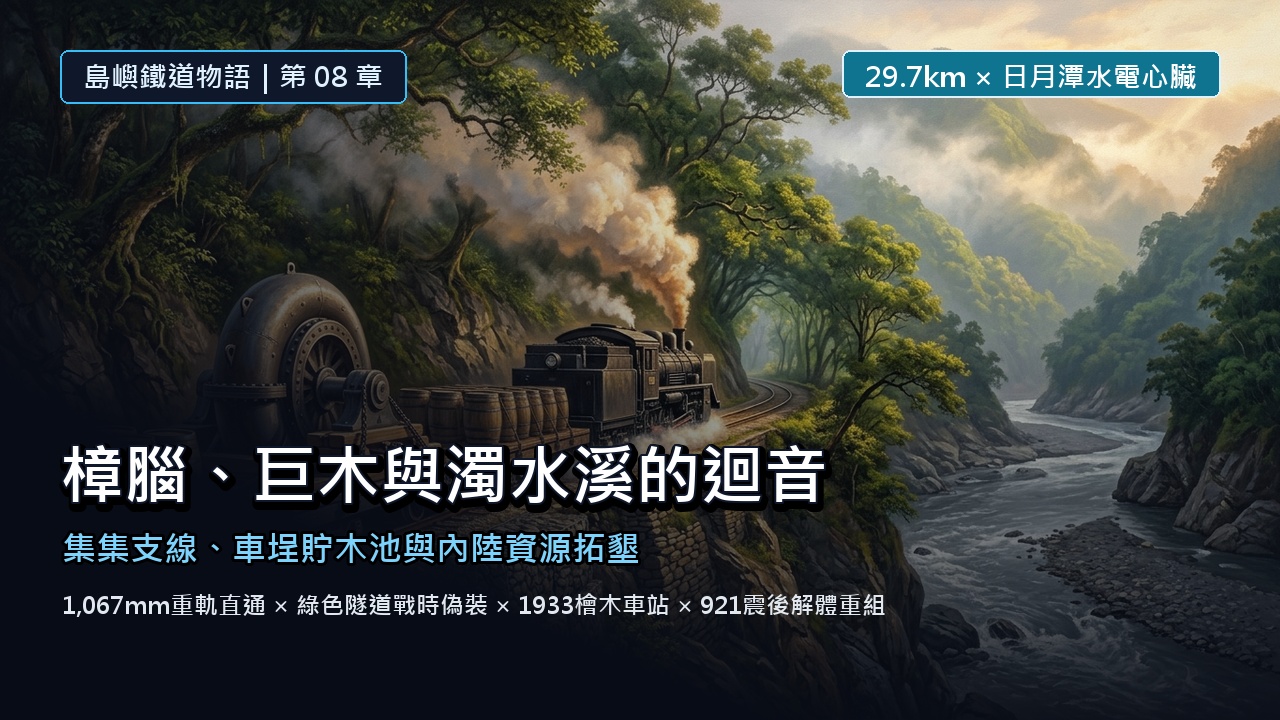 島嶼鐵道物語 | 第 08 章
29.7km × 日月潭水電心臟
樟腦、巨木與濁水溪的迴音
集集支線、車埕貯木池與內陸資源拓墾
1,067mm重軌直通 × 綠色隧道戰時偽裝 × 1933檜木車站 × 921震後解體重組